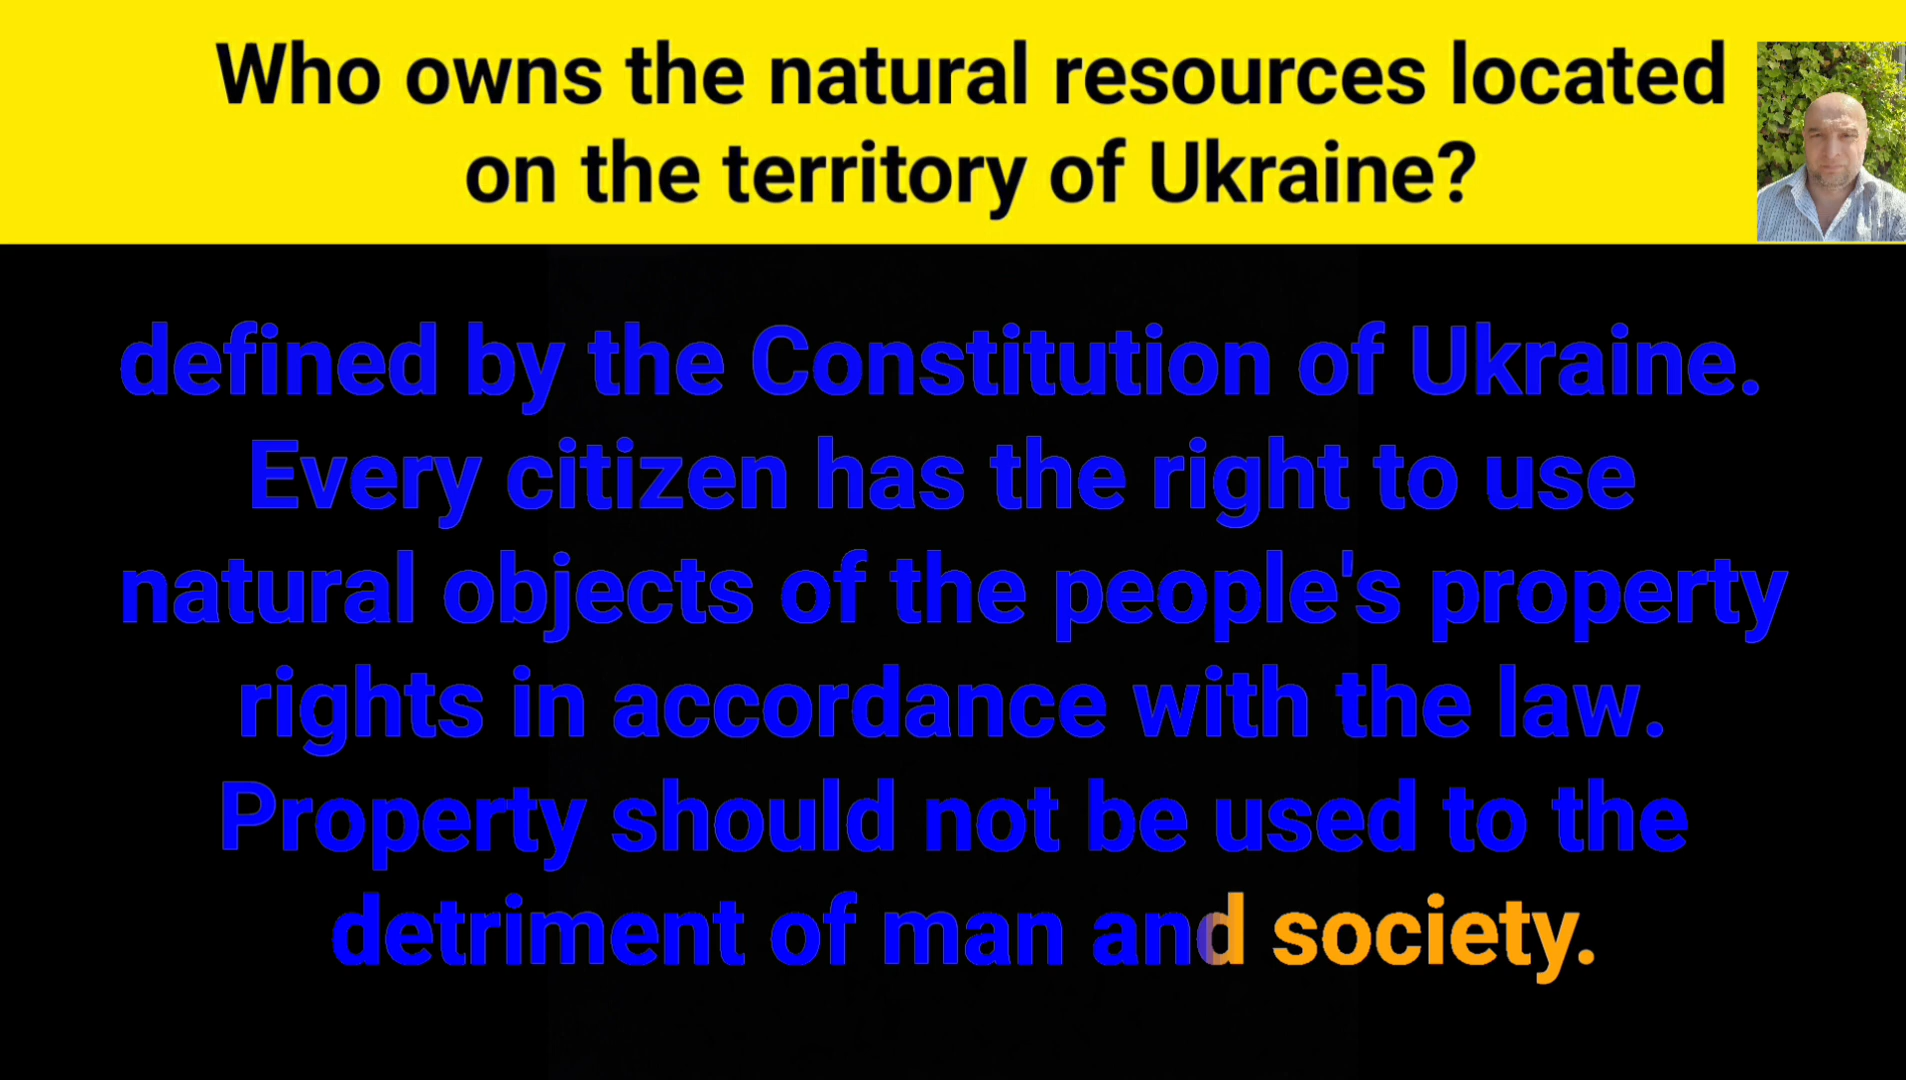 Who owns the natural resources located
on the territory of Ukraine?
defined by the Constitution of Ukraine.
Every citizen has the right to use
natural objects of the people's property
rights in accordance with the law.
Property should not be used to the
detriment of man and society.